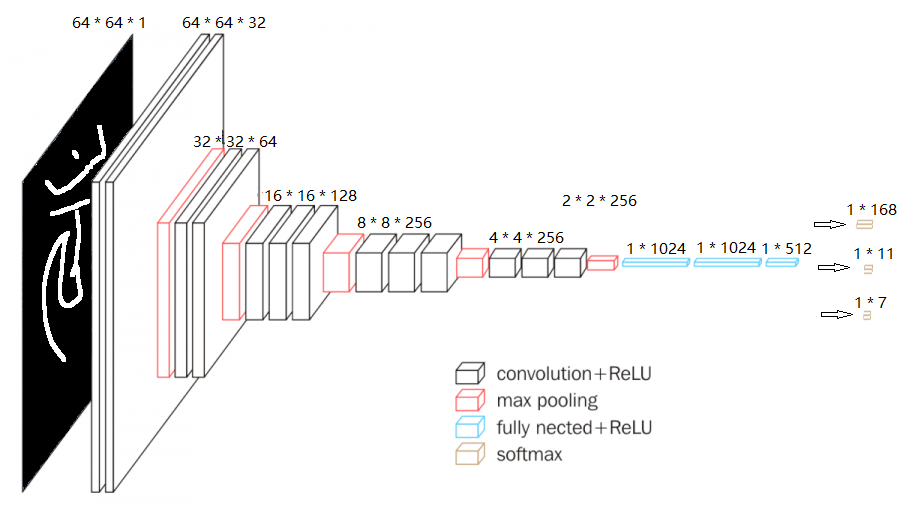 64 * 64 * 1
64 * 64 * 32
32 * 32 * 64
16 * 16 * 128
8 * 8 * 256
4 * 4 * 256
2 * 2 * 256
1 * 1024
1 * 1024
1 * 512
1 * 168
1 * 11
1 * 7
convolution+ReLU
max pooling
fully nected+ReLU
softmax